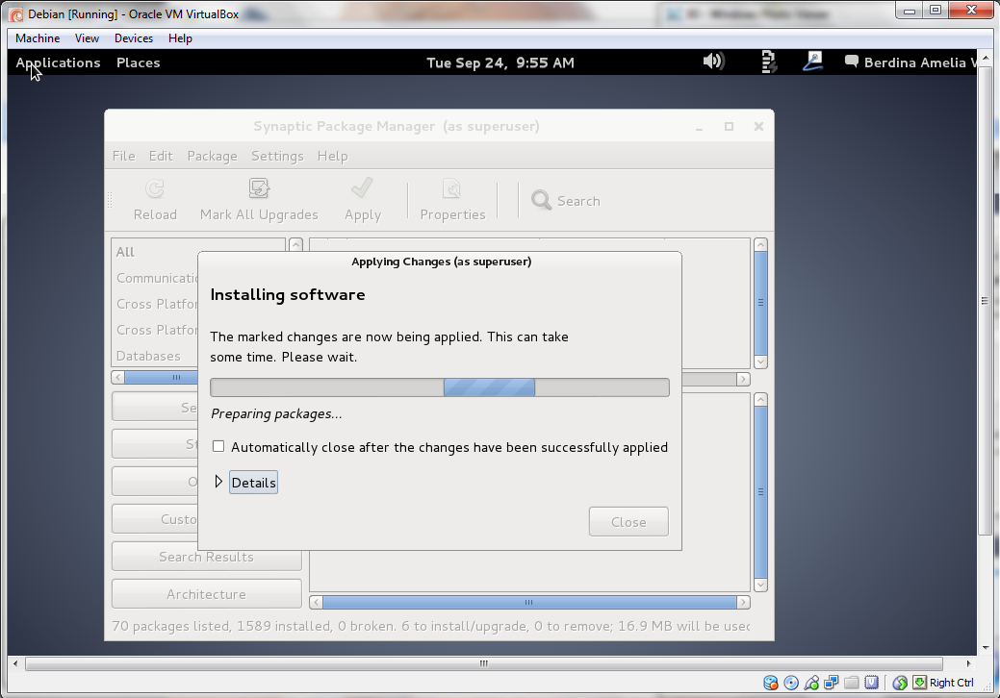 Debian [Running] - Oracle VM VirtualBox
Machine View Devices Help
Applications Places Tue Sep 24, 9:55 AM Berdina Amelia
Synaptic Package Manager (as superuser)
File Edit Package Settings Help
Reload Mark All Upgrades Apply Properties Search
All
Communicatio
Cross Platfor
Cross Platfor
Databases
Applying Changes (as superuser)
Installing software
The marked changes are now being applied. This can take
some time. Please wait.
Preparing packages...
Automatically close after the changes have been successfully applied
Details
Close
Se
St
O
Custo
Search Results
Architecture
70 packages listed, 1589 installed, 0 broken. 6 to install/upgrade, 0 to remove; 16.9 MB will be used
Right Ctrl